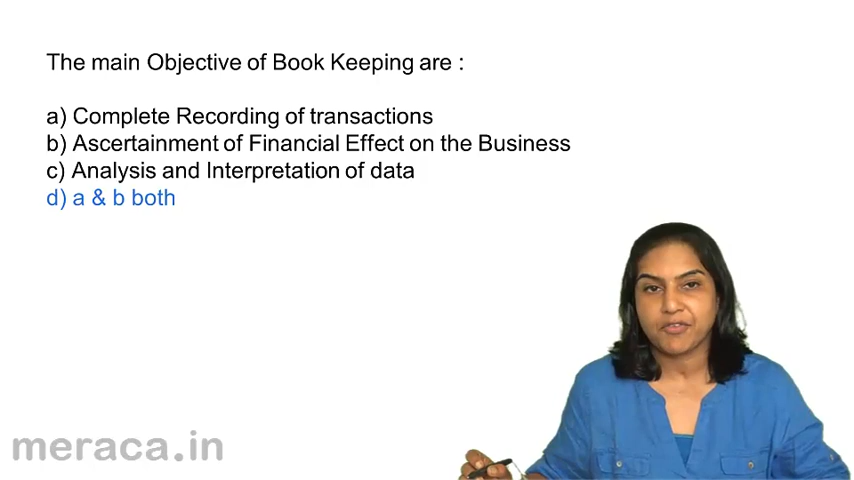 The main Objective of Book Keeping are :
a) Complete Recording of transactions
b) Ascertainment of Financial Effect on the Business
c) Analysis and Interpretation of data
d) a & b both
meraca.in